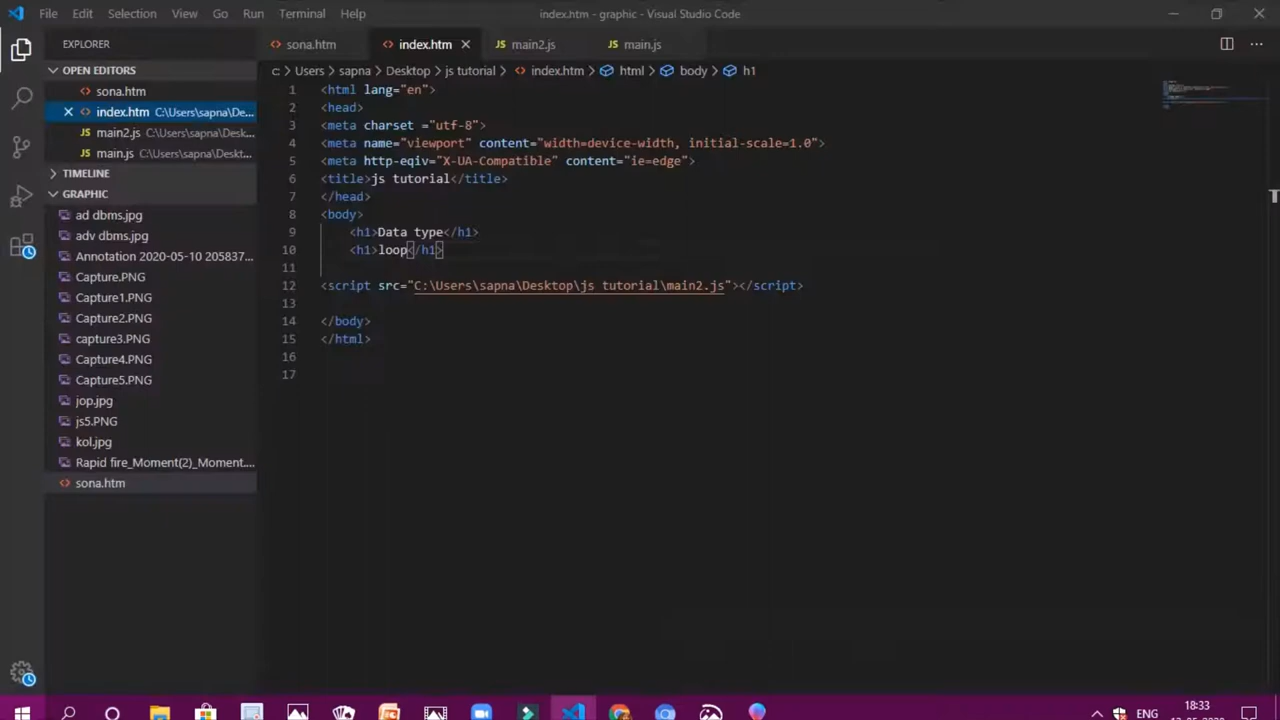 File Edit Selection View Go Run Terminal Help index.htm - graphic - Visual Studio Code
EXPLORER
OPEN EDITORS
sona.htm
index.htm C:\Users\sapna\De...
main2.js C:\Users\sapna\Desk...
main.js C:\Users\sapna\Deskt...
TIMELINE
GRAPHIC
ad dbms.jpg
adv dbms.jpg
Annotation 2020-05-10 205837...
Capture.PNG
Capture1.PNG
Capture2.PNG
capture3.PNG
Capture4.PNG
Capture5.PNG
jop.jpg
js5.PNG
kol.jpg
Rapid fire_Moment(2)_Moment....
sona.htm
sona.htm index.htm JS main2.js JS main.js
c: > Users > sapna > Desktop > js tutorial > index.htm > html > body > h1
1 <html lang="en">
2 <head>
3 <meta charset ="utf-8">
4 <meta name="viewport" content="width=device-width, initial-scale=1.0">
5 <meta http-eqiv="X-UA-Compatible" content="ie=edge">
6 <title>js tutorial</title>
7 </head>
8 <body>
9 <h1>Data type</h1>
10 <h1>loop</h1>
11
12 <script src="C:\Users\sapna\Desktop\js tutorial\main2.js"></script>
13
14 </body>
15 </html>
16
17
18:33
ENG